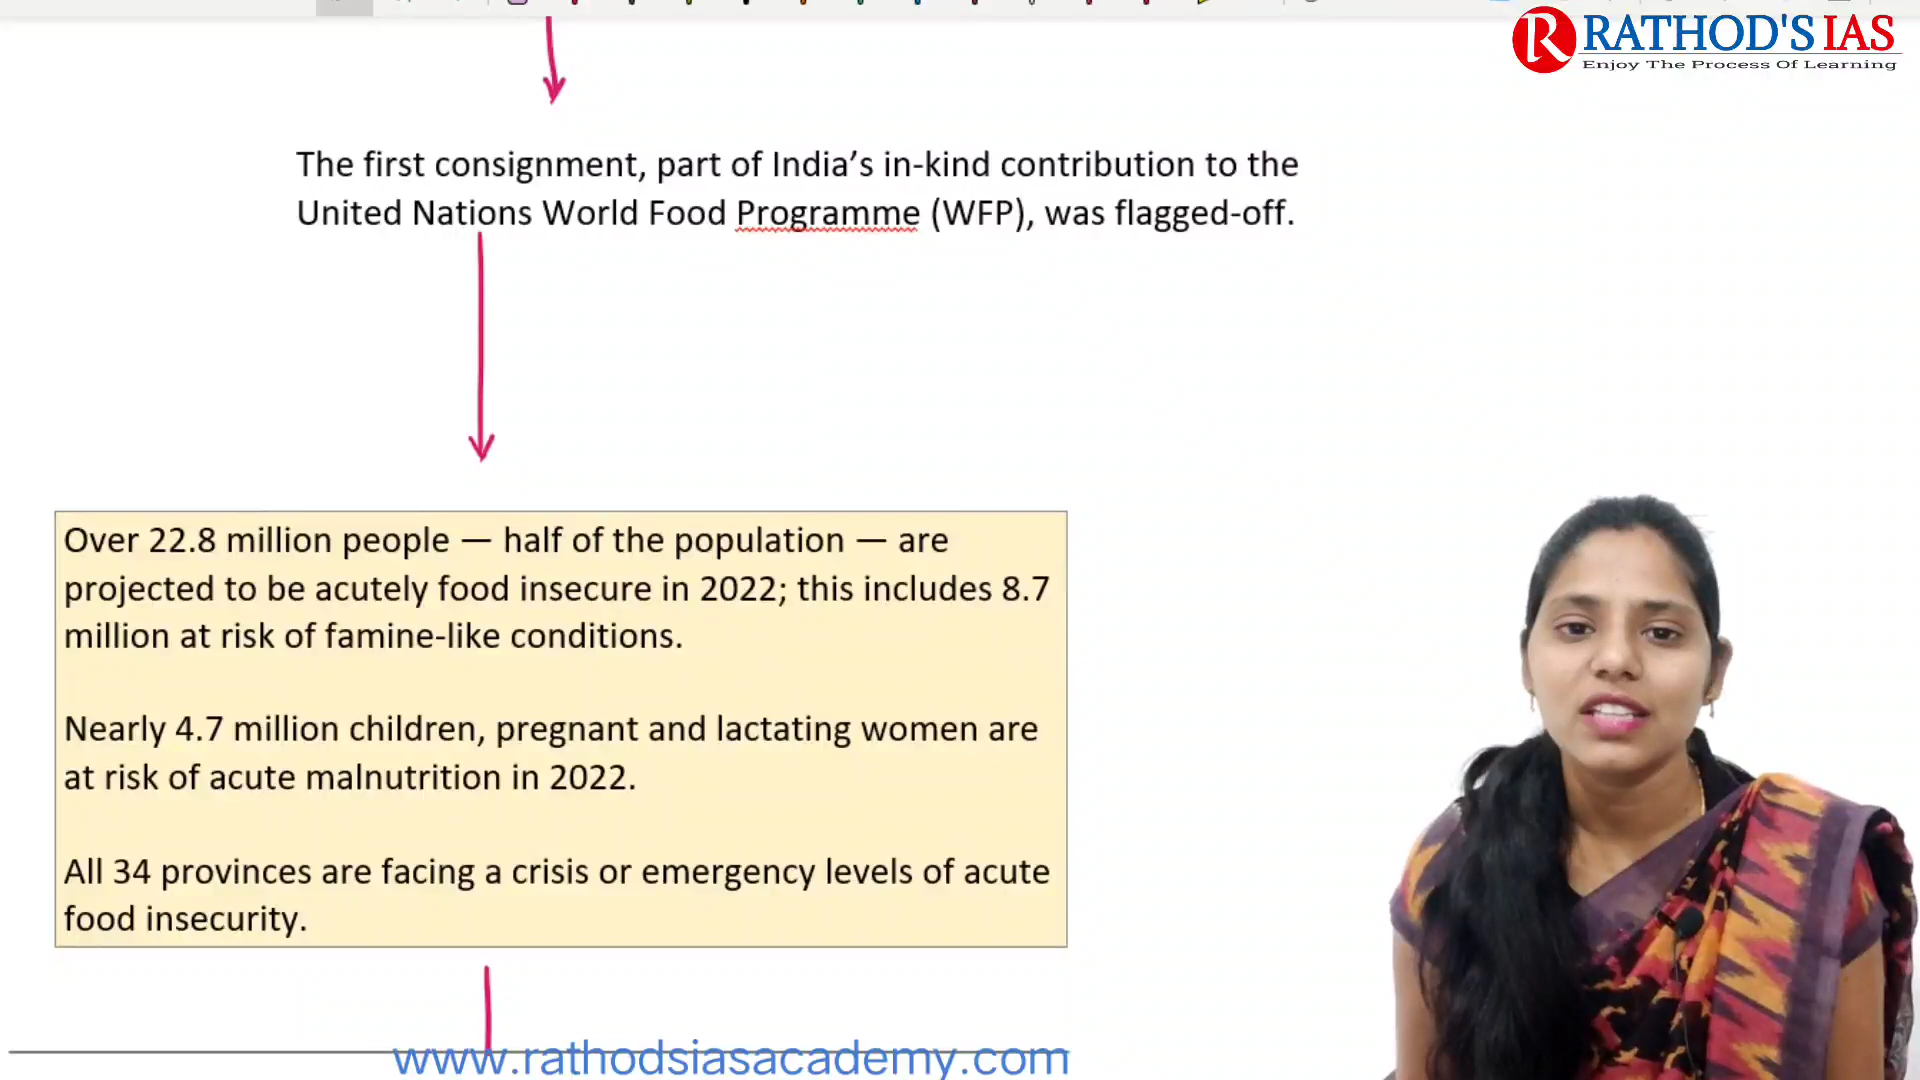 RATHOD'S IAS
Enjoy The Process Of Learning
The first consignment, part of India’s in-kind contribution to the
United Nations World Food Programme (WFP), was flagged-off.
Over 22.8 million people — half of the population — are
projected to be acutely food insecure in 2022; this includes 8.7
million at risk of famine-like conditions.
Nearly 4.7 million children, pregnant and lactating women are
at risk of acute malnutrition in 2022.
All 34 provinces are facing a crisis or emergency levels of acute
food insecurity.
www.rathodsiasacademy.com